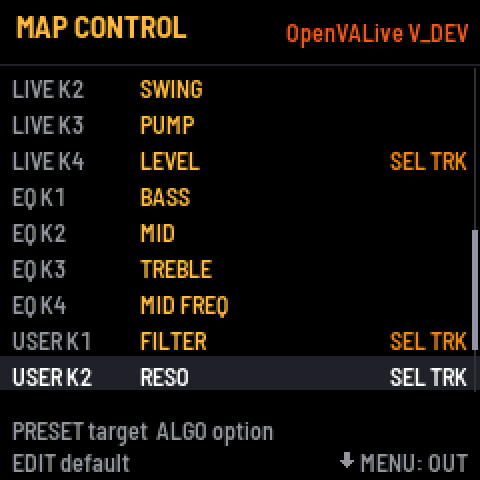 MAP CONTROL OpenVALive V_DEV
LIVE K2 SWING
LIVE K3 PUMP
LIVE K4 LEVEL SEL TRK
EQ K1 BASS
EQ K2 MID
EQ K3 TREBLE
EQ K4 MID FREQ
USER K1 FILTER SEL TRK
USER K2 RESO SEL TRK
PRESET target ALGO option
EDIT default MENU: OUT